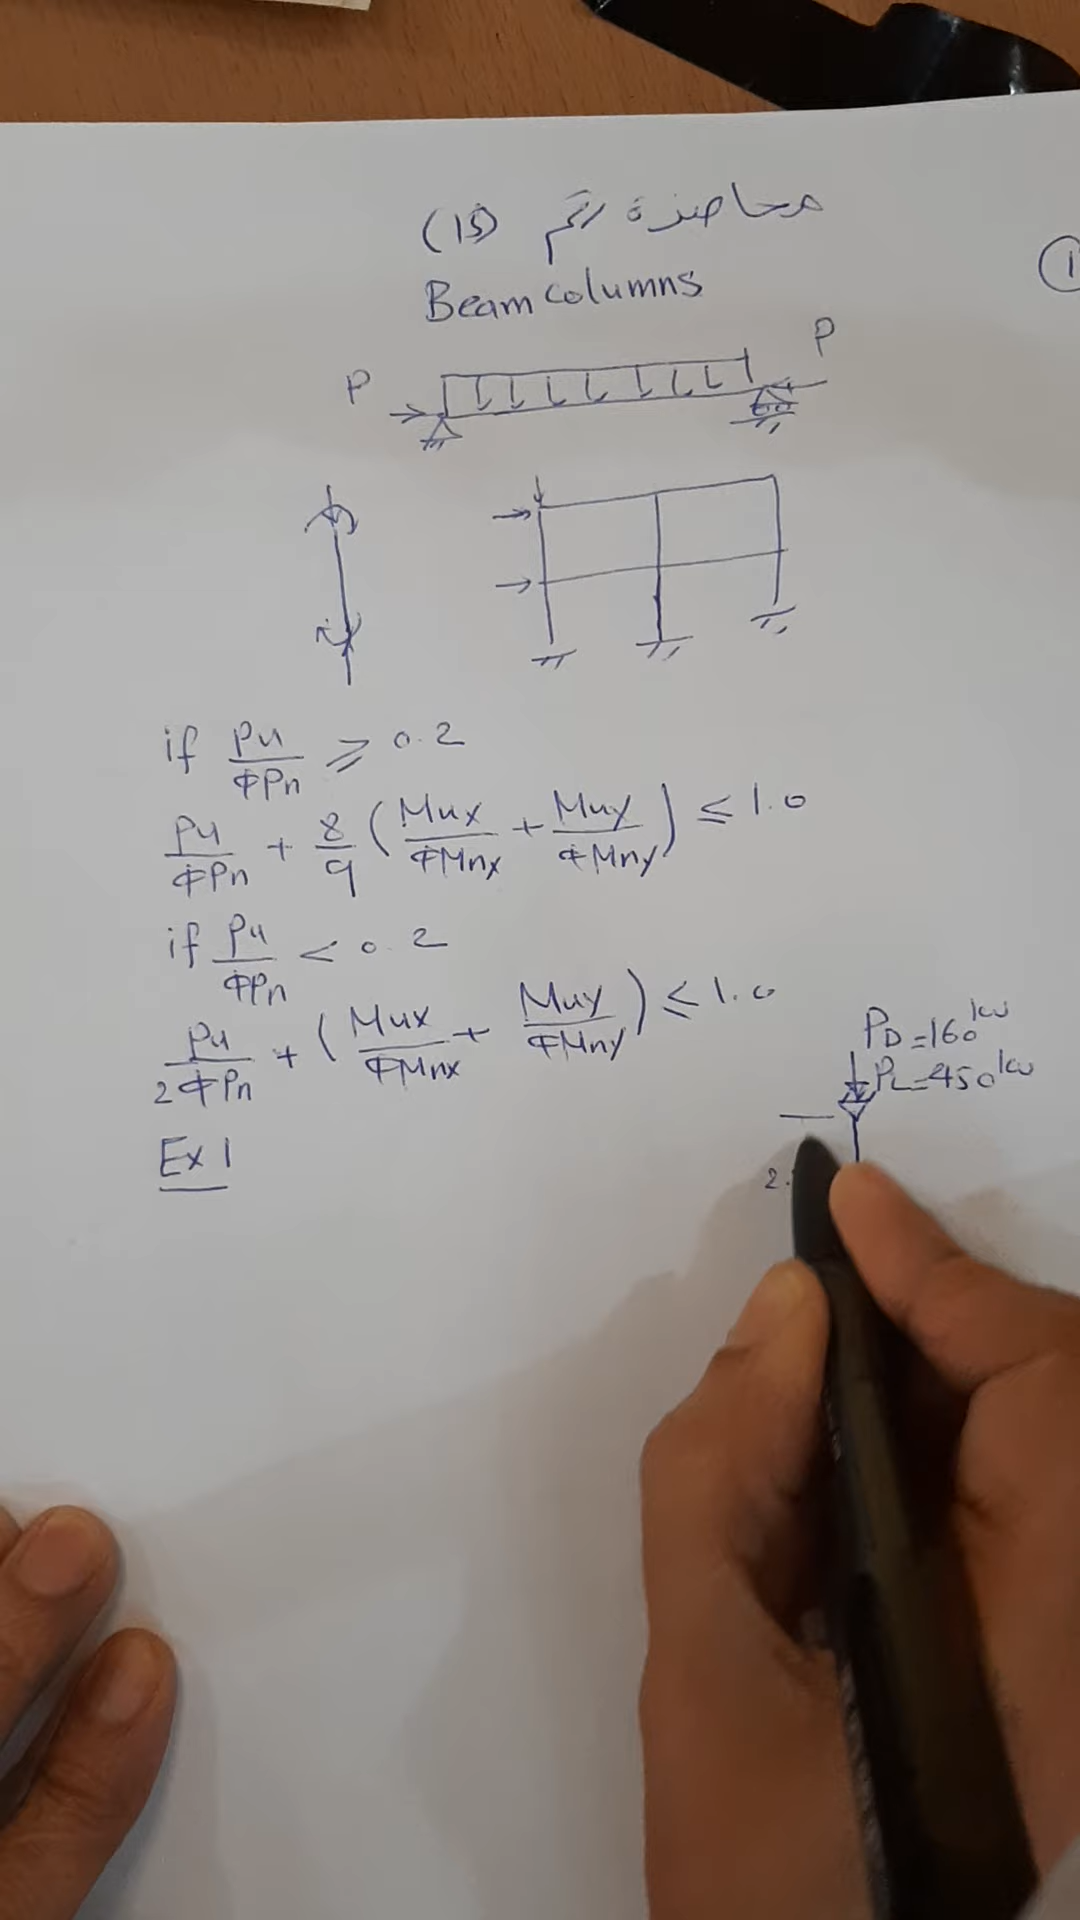 محاضرة رقم (15)
1
Beam columns
P P
if Pu/ΦPn ⩾ 0.2
Pu/ΦPn + 8/9 (Mux/ΦMnx + Muy/ΦMny) ≤ 1.0
if Pu/ΦPn < 0.2
Pu/2ΦPn + (Mux/ΦMnx + Muy/ΦMny) ≤ 1.0
PD=160kN
PL=450kN
Ex 1
2.